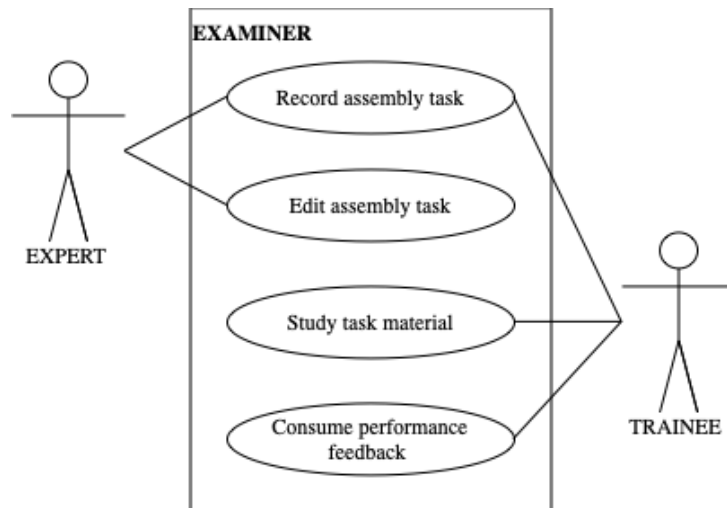 EXAMINER
Record assembly task
Edit assembly task
EXPERT
Study task material
TRAINEE
Consume performance
feedback